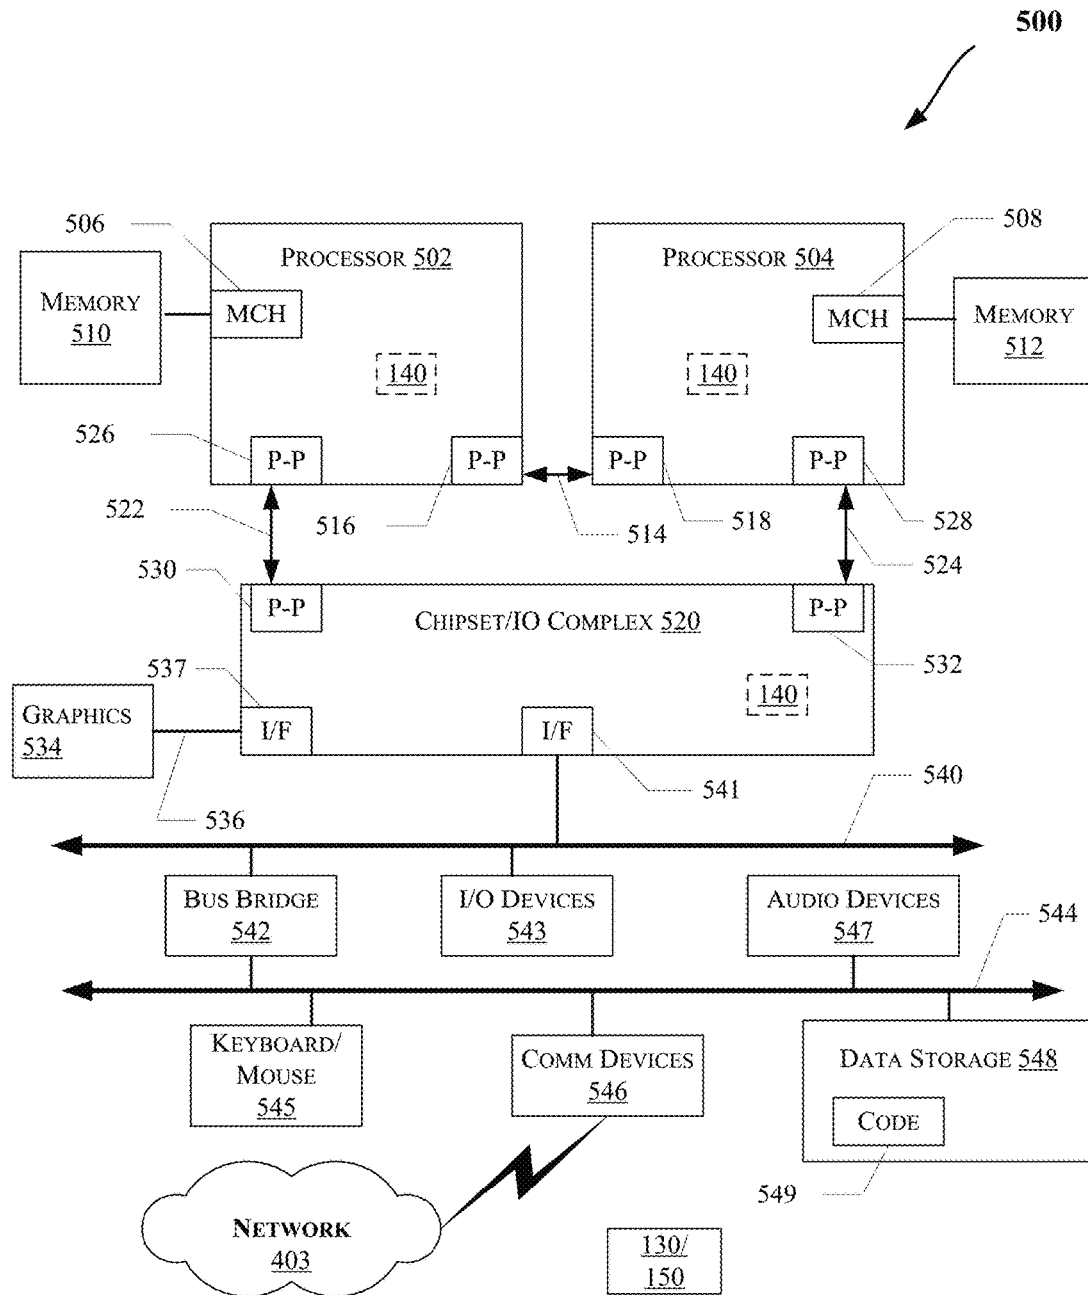 500
506
508
PROCESSOR 502
PROCESSOR 504
MEMORY
510
MCH
MCH
MEMORY
512
140
140
526
P-P
P-P
P-P
P-P
522
516
514
518
528
524
530
P-P
CHIPSET/IO COMPLEX 520
P-P
532
537
140
GRAPHICS
534
I/F
I/F
541
540
536
BUS BRIDGE
542
I/O DEVICES
543
AUDIO DEVICES
547
544
KEYBOARD/
MOUSE
545
COMM DEVICES
546
DATA STORAGE 548
CODE
549
NETWORK
403
130/
150